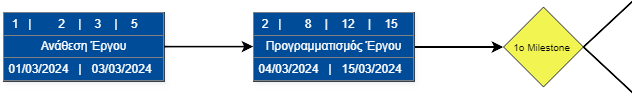 1 | 2 | 3 | 5
Ανάθεση Έργου
01/03/2024 | 03/03/2024
2 | 8 | 12 | 15
Προγραμματισμός Έργου
04/03/2024 | 15/03/2024
1ο Milestone